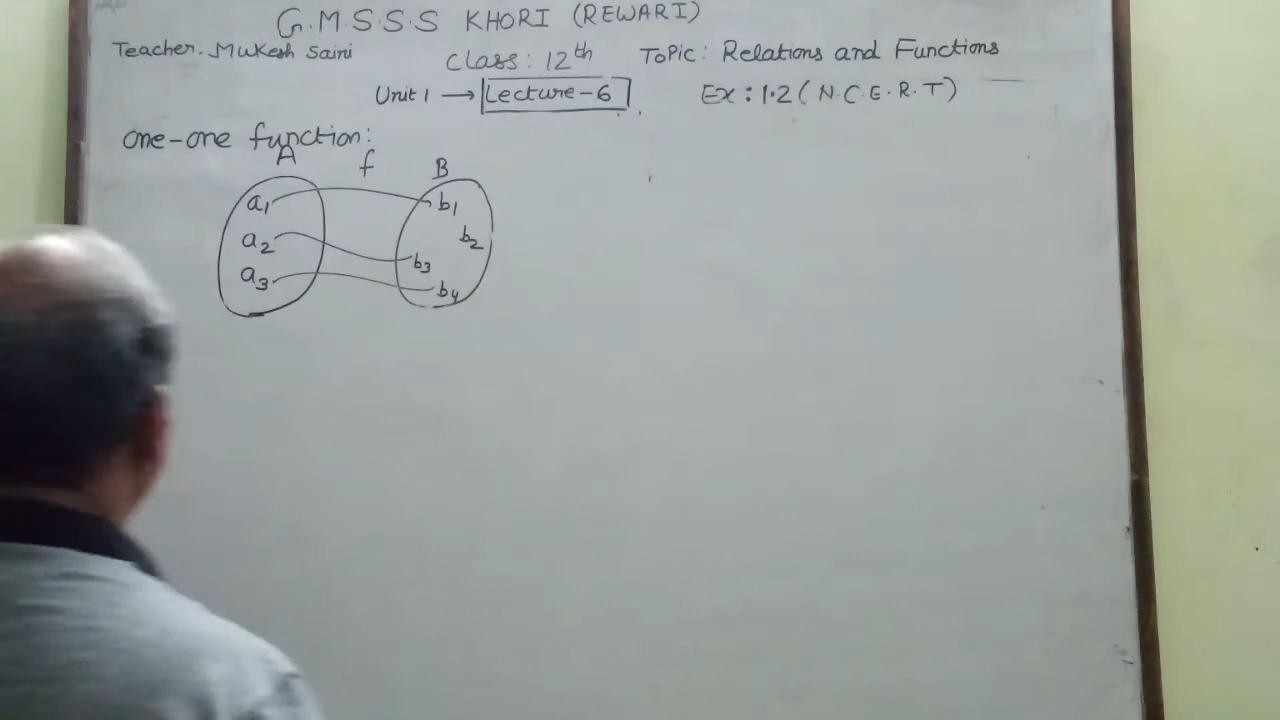 G.M.S.S.S KHORI (REWARI)
Teacher. Mukesh Saini Class: 12th Topic: Relations and Functions
Unit 1 → Lecture-6 Ex: 1.2 (N.C.E.R.T)
one-one function:
A f B
a1 b1
a2 b2
b3
a3 b4